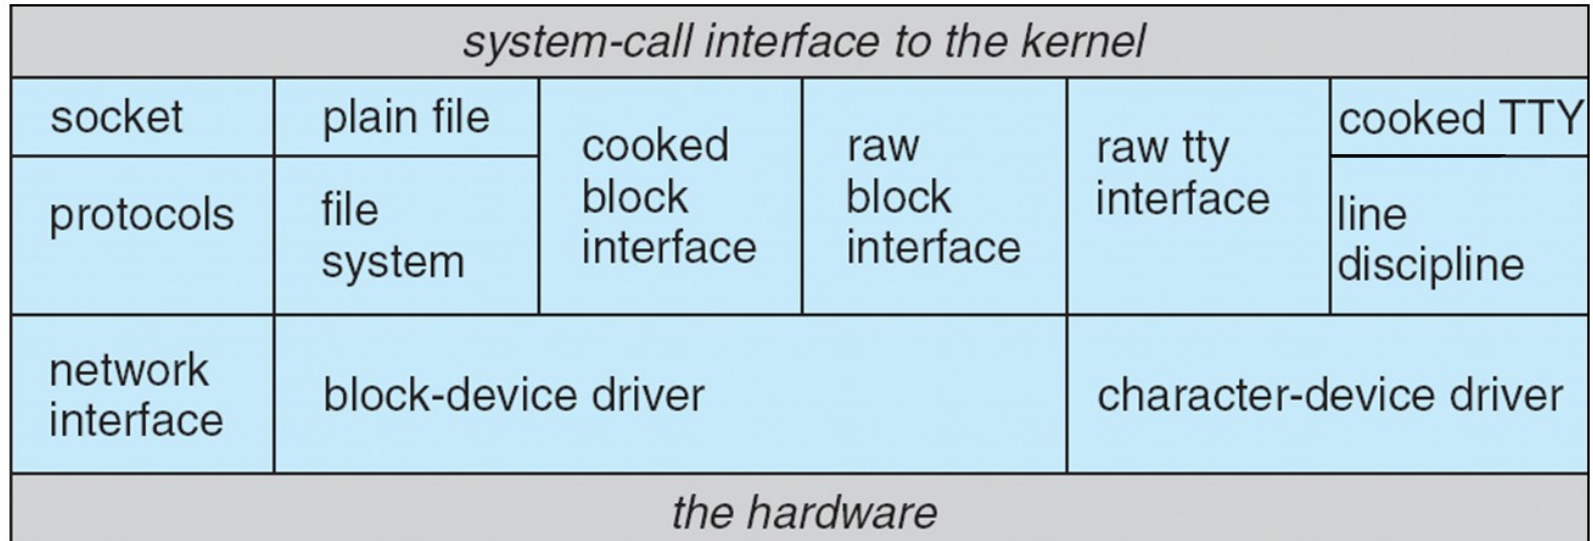 system-call interface to the kernel
socket
plain file
cooked
block
interface
raw
block
interface
raw tty
interface
cooked TTY
protocols
file
system
line
discipline
network
interface
block-device driver
character-device driver
the hardware